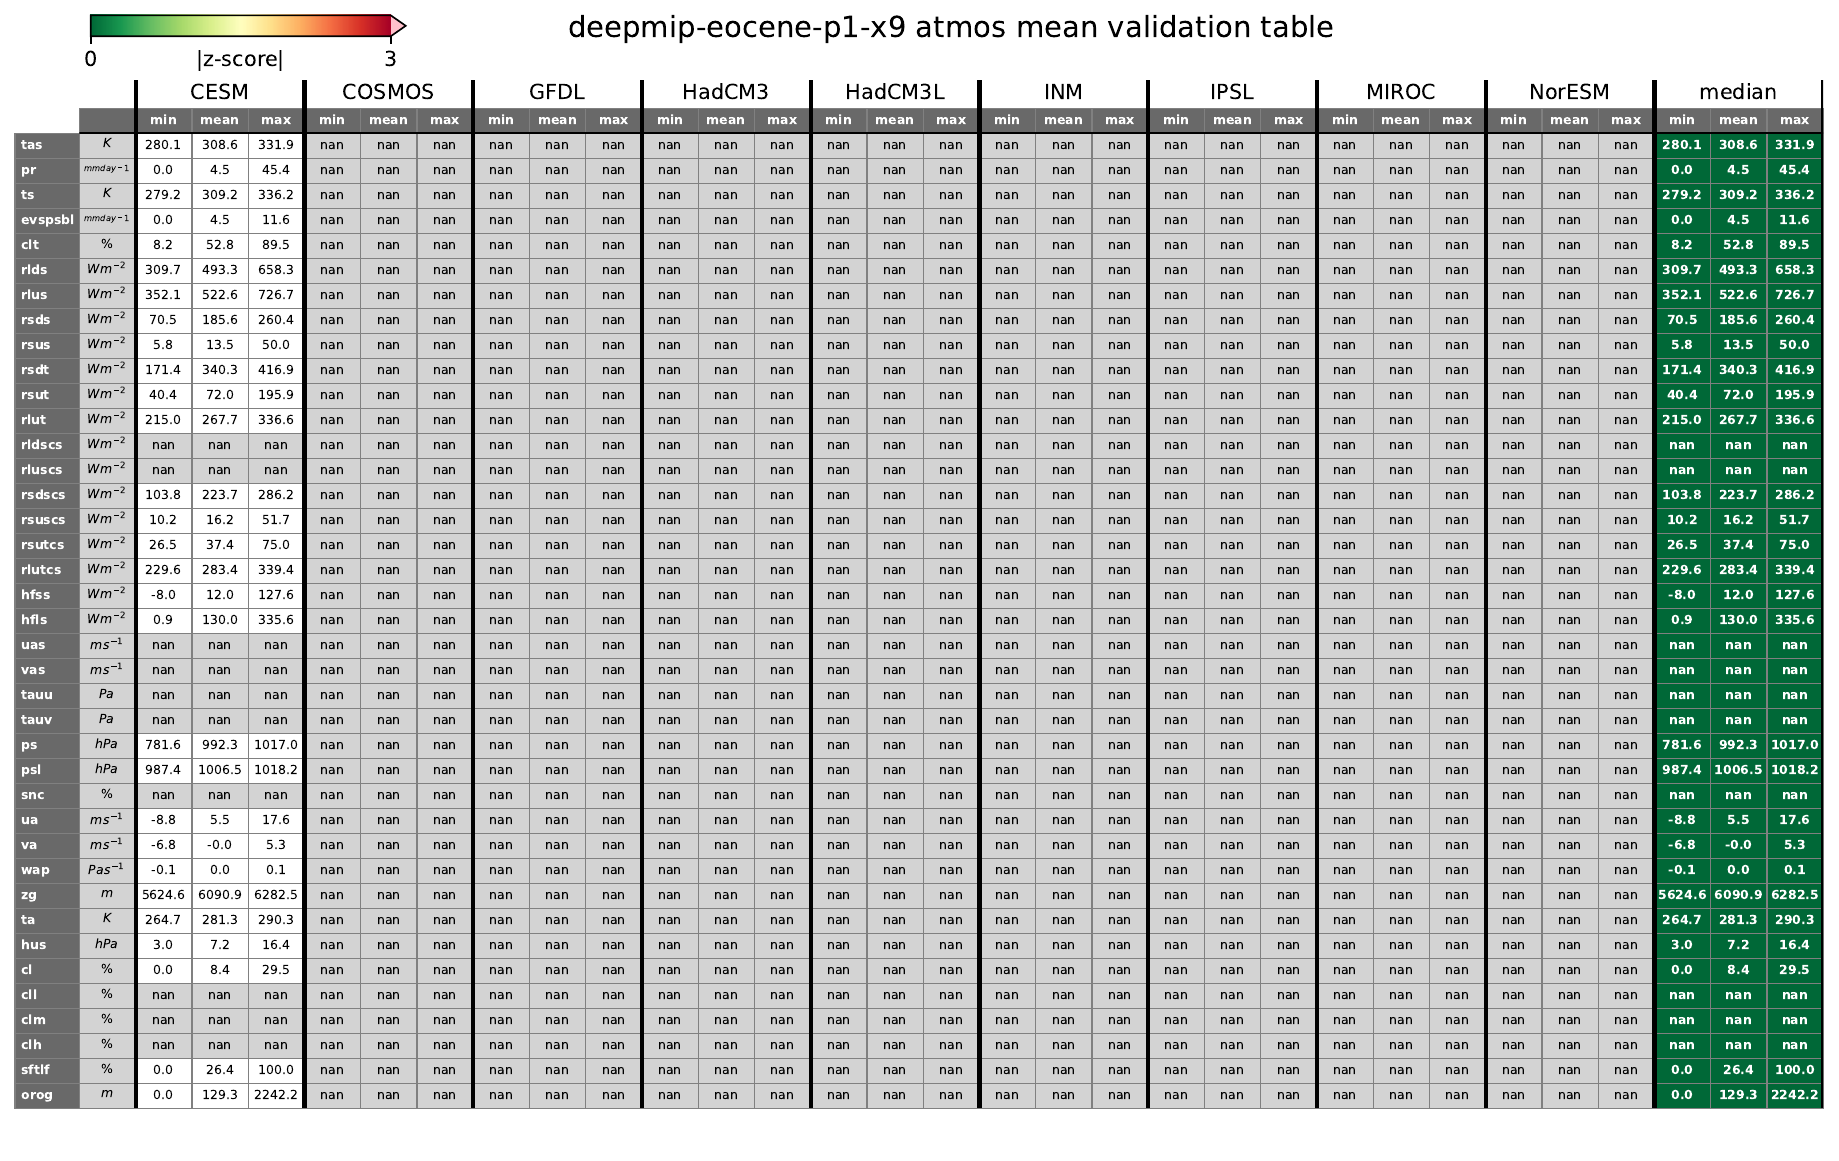 deepmip-eocene-p1-x9 atmos mean validation table
0 |z-score| 3
CESM COSMOS GFDL HadCM3 HadCM3L INM IPSL MIROC NorESM median
min mean max min mean max min mean max min mean max min mean max min mean max min mean max min mean max min mean max min mean max
tas K 280.1 308.6 331.9 nan nan nan nan nan nan nan nan nan nan nan nan nan nan nan nan nan nan nan nan nan nan nan nan 280.1 308.6 331.9
pr mmday−1 0.0 4.5 45.4 nan nan nan nan nan nan nan nan nan nan nan nan nan nan nan nan nan nan nan nan nan nan nan nan 0.0 4.5 45.4
ts K 279.2 309.2 336.2 nan nan nan nan nan nan nan nan nan nan nan nan nan nan nan nan nan nan nan nan nan nan nan nan 279.2 309.2 336.2
evspsbl mmday−1 0.0 4.5 11.6 nan nan nan nan nan nan nan nan nan nan nan nan nan nan nan nan nan nan nan nan nan nan nan nan 0.0 4.5 11.6
clt % 8.2 52.8 89.5 nan nan nan nan nan nan nan nan nan nan nan nan nan nan nan nan nan nan nan nan nan nan nan nan 8.2 52.8 89.5
rlds Wm−2 309.7 493.3 658.3 nan nan nan nan nan nan nan nan nan nan nan nan nan nan nan nan nan nan nan nan nan nan nan nan 309.7 493.3 658.3
rlus Wm−2 352.1 522.6 726.7 nan nan nan nan nan nan nan nan nan nan nan nan nan nan nan nan nan nan nan nan nan nan nan nan 352.1 522.6 726.7
rsds Wm−2 70.5 185.6 260.4 nan nan nan nan nan nan nan nan nan nan nan nan nan nan nan nan nan nan nan nan nan nan nan nan 70.5 185.6 260.4
rsus Wm−2 5.8 13.5 50.0 nan nan nan nan nan nan nan nan nan nan nan nan nan nan nan nan nan nan nan nan nan nan nan nan 5.8 13.5 50.0
rsdt Wm−2 171.4 340.3 416.9 nan nan nan nan nan nan nan nan nan nan nan nan nan nan nan nan nan nan nan nan nan nan nan nan 171.4 340.3 416.9
rsut Wm−2 40.4 72.0 195.9 nan nan nan nan nan nan nan nan nan nan nan nan nan nan nan nan nan nan nan nan nan nan nan nan 40.4 72.0 195.9
rlut Wm−2 215.0 267.7 336.6 nan nan nan nan nan nan nan nan nan nan nan nan nan nan nan nan nan nan nan nan nan nan nan nan 215.0 267.7 336.6
rldscs Wm−2 nan nan nan nan nan nan nan nan nan nan nan nan nan nan nan nan nan nan nan nan nan nan nan nan nan nan nan nan nan nan
rluscs Wm−2 nan nan nan nan nan nan nan nan nan nan nan nan nan nan nan nan nan nan nan nan nan nan nan nan nan nan nan nan nan nan
rsdscs Wm−2 103.8 223.7 286.2 nan nan nan nan nan nan nan nan nan nan nan nan nan nan nan nan nan nan nan nan nan nan nan nan 103.8 223.7 286.2
rsuscs Wm−2 10.2 16.2 51.7 nan nan nan nan nan nan nan nan nan nan nan nan nan nan nan nan nan nan nan nan nan nan nan nan 10.2 16.2 51.7
rsutcs Wm−2 26.5 37.4 75.0 nan nan nan nan nan nan nan nan nan nan nan nan nan nan nan nan nan nan nan nan nan nan nan nan 26.5 37.4 75.0
rlutcs Wm−2 229.6 283.4 339.4 nan nan nan nan nan nan nan nan nan nan nan nan nan nan nan nan nan nan nan nan nan nan nan nan 229.6 283.4 339.4
hfss Wm−2 -8.0 12.0 127.6 nan nan nan nan nan nan nan nan nan nan nan nan nan nan nan nan nan nan nan nan nan nan nan nan -8.0 12.0 127.6
hfls Wm−2 0.9 130.0 335.6 nan nan nan nan nan nan nan nan nan nan nan nan nan nan nan nan nan nan nan nan nan nan nan nan 0.9 130.0 335.6
uas ms−1 nan nan nan nan nan nan nan nan nan nan nan nan nan nan nan nan nan nan nan nan nan nan nan nan nan nan nan nan nan nan
vas ms−1 nan nan nan nan nan nan nan nan nan nan nan nan nan nan nan nan nan nan nan nan nan nan nan nan nan nan nan nan nan nan
tauu Pa nan nan nan nan nan nan nan nan nan nan nan nan nan nan nan nan nan nan nan nan nan nan nan nan nan nan nan nan nan nan
tauv Pa nan nan nan nan nan nan nan nan nan nan nan nan nan nan nan nan nan nan nan nan nan nan nan nan nan nan nan nan nan nan
ps hPa 781.6 992.3 1017.0 nan nan nan nan nan nan nan nan nan nan nan nan nan nan nan nan nan nan nan nan nan nan nan nan 781.6 992.3 1017.0
psl hPa 987.4 1006.5 1018.2 nan nan nan nan nan nan nan nan nan nan nan nan nan nan nan nan nan nan nan nan nan nan nan nan 987.4 1006.5 1018.2
snc % nan nan nan nan nan nan nan nan nan nan nan nan nan nan nan nan nan nan nan nan nan nan nan nan nan nan nan nan nan nan
ua ms−1 -8.8 5.5 17.6 nan nan nan nan nan nan nan nan nan nan nan nan nan nan nan nan nan nan nan nan nan nan nan nan -8.8 5.5 17.6
va ms−1 -6.8 -0.0 5.3 nan nan nan nan nan nan nan nan nan nan nan nan nan nan nan nan nan nan nan nan nan nan nan nan -6.8 -0.0 5.3
wap Pas−1 -0.1 0.0 0.1 nan nan nan nan nan nan nan nan nan nan nan nan nan nan nan nan nan nan nan nan nan nan nan nan -0.1 0.0 0.1
zg m 5624.6 6090.9 6282.5 nan nan nan nan nan nan nan nan nan nan nan nan nan nan nan nan nan nan nan nan nan nan nan nan 5624.6 6090.9 6282.5
ta K 264.7 281.3 290.3 nan nan nan nan nan nan nan nan nan nan nan nan nan nan nan nan nan nan nan nan nan nan nan nan 264.7 281.3 290.3
hus hPa 3.0 7.2 16.4 nan nan nan nan nan nan nan nan nan nan nan nan nan nan nan nan nan nan nan nan nan nan nan nan 3.0 7.2 16.4
cl % 0.0 8.4 29.5 nan nan nan nan nan nan nan nan nan nan nan nan nan nan nan nan nan nan nan nan nan nan nan nan 0.0 8.4 29.5
cll % nan nan nan nan nan nan nan nan nan nan nan nan nan nan nan nan nan nan nan nan nan nan nan nan nan nan nan nan nan nan
clm % nan nan nan nan nan nan nan nan nan nan nan nan nan nan nan nan nan nan nan nan nan nan nan nan nan nan nan nan nan nan
clh % nan nan nan nan nan nan nan nan nan nan nan nan nan nan nan nan nan nan nan nan nan nan nan nan nan nan nan nan nan nan
sftlf % 0.0 26.4 100.0 nan nan nan nan nan nan nan nan nan nan nan nan nan nan nan nan nan nan nan nan nan nan nan nan 0.0 26.4 100.0
orog m 0.0 129.3 2242.2 nan nan nan nan nan nan nan nan nan nan nan nan nan nan nan nan nan nan nan nan nan nan nan nan 0.0 129.3 2242.2